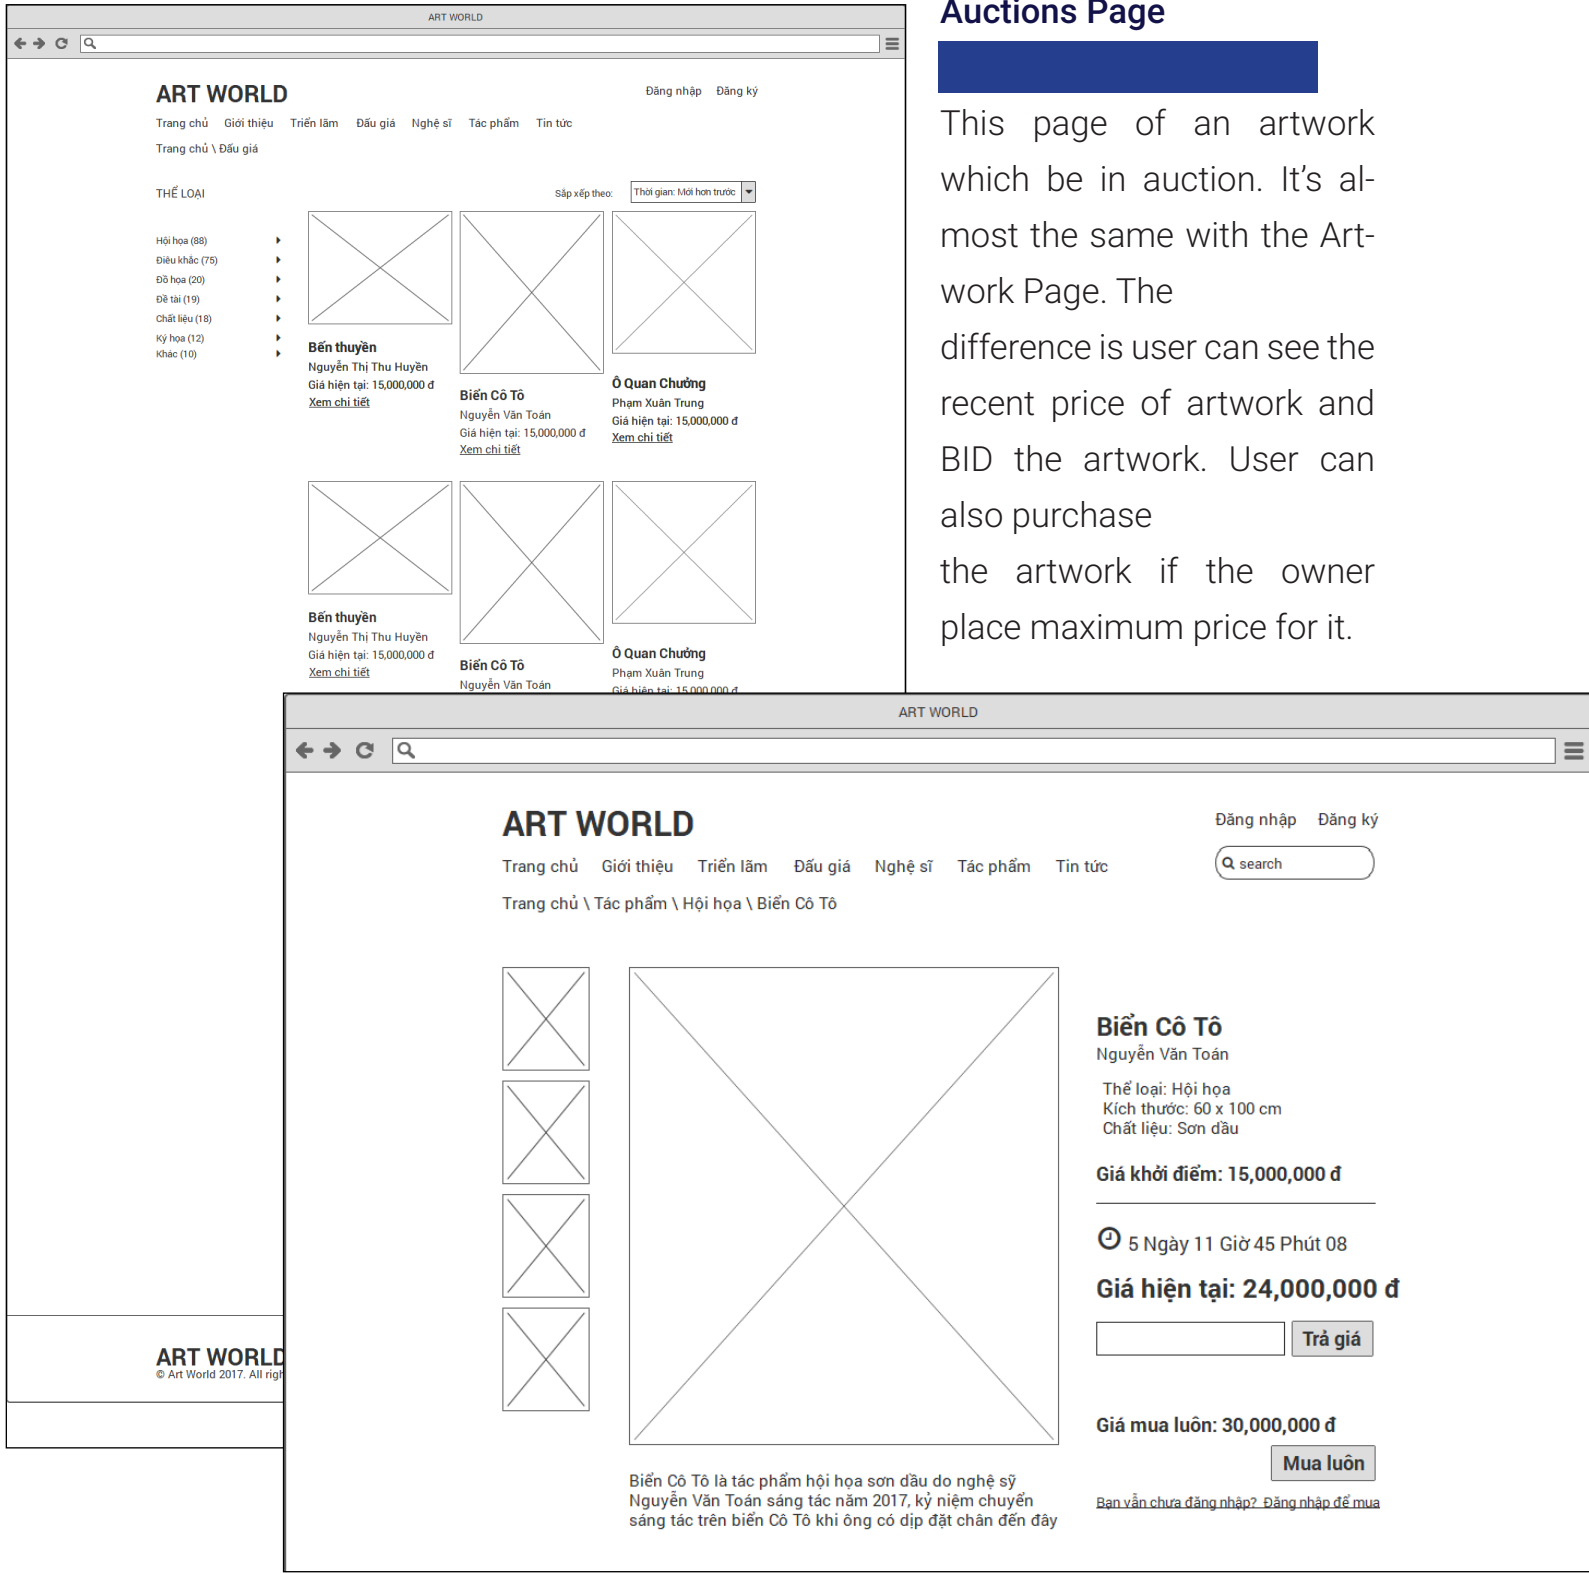 ART WORLD
ART WORLD
Đăng nhập Đăng ký
Trang chủ Giới thiệu Triển lãm Đấu giá Nghệ sĩ Tác phẩm Tin tức
Trang chủ \ Đấu giá
THỂ LOẠI
Sắp xếp theo: Thời gian: Mới hơn trước
Hội họa (88)
Điêu khắc (75)
Đồ họa (20)
Đề tài (19)
Chất liệu (18)
Ký họa (12)
Khác (10)
Bến thuyền
Nguyễn Thị Thu Huyền
Giá hiện tại: 15,000,000 đ
Xem chi tiết
Biển Cô Tô
Nguyễn Văn Toán
Giá hiện tại: 15,000,000 đ
Xem chi tiết
Ô Quan Chưởng
Phạm Xuân Trung
Giá hiện tại: 15,000,000 đ
Xem chi tiết
Bến thuyền
Nguyễn Thị Thu Huyền
Giá hiện tại: 15,000,000 đ
Xem chi tiết
Biển Cô Tô
Nguyễn Văn Toán
Ô Quan Chưởng
Phạm Xuân Trung
Giá hiện tại: 15,000,000 đ
ART WORLD
© Art World 2017. All righ
Auctions Page
This page of an artwork
which be in auction. It's al-
most the same with the Art-
work Page. The
difference is user can see the
recent price of artwork and
BID the artwork. User can
also purchase
the artwork if the owner
place maximum price for it.
ART WORLD
ART WORLD
Đăng nhập Đăng ký
Trang chủ Giới thiệu Triển lãm Đấu giá Nghệ sĩ Tác phẩm Tin tức
search
Trang chủ \ Tác phẩm \ Hội họa \ Biển Cô Tô
Biển Cô Tô
Nguyễn Văn Toán
Thể loại: Hội họa
Kích thước: 60 x 100 cm
Chất liệu: Sơn dầu
Giá khởi điểm: 15,000,000 đ
5 Ngày 11 Giờ 45 Phút 08
Giá hiện tại: 24,000,000 đ
Trả giá
Giá mua luôn: 30,000,000 đ
Mua luôn
Bạn vẫn chưa đăng nhập? Đăng nhập để mua
Biển Cô Tô là tác phẩm hội họa sơn dầu do nghệ sỹ
Nguyễn Văn Toán sáng tác năm 2017, kỷ niệm chuyến
sáng tác trên biển Cô Tô khi ông có dịp đặt chân đến đây